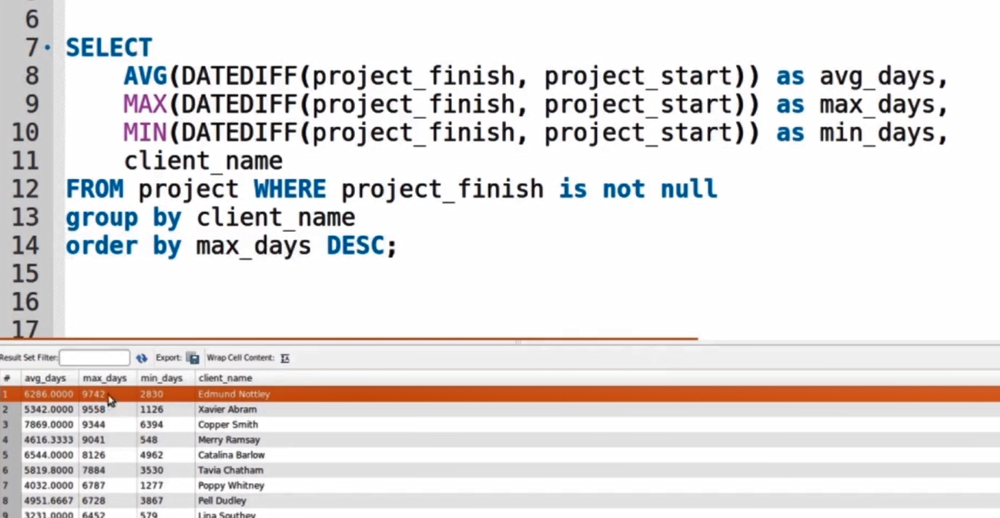 6
7 SELECT
8 AVG(DATEDIFF(project_finish, project_start)) as avg_days,
9 MAX(DATEDIFF(project_finish, project_start)) as max_days,
10 MIN(DATEDIFF(project_finish, project_start)) as min_days,
11 client_name
12 FROM project WHERE project_finish is not null
13 group by client_name
14 order by max_days DESC;
15
16
17
Result Set Filter: Export: Wrap Cell Content:
# avg_days max_days min_days client_name
1 6286.0000 9742 2830 Edmund Nottley
2 5342.0000 9558 1126 Xavier Abram
3 7869.0000 9344 6394 Copper Smith
4 4616.3333 9041 548 Merry Ramsay
5 6544.0000 8126 4962 Catalina Barlow
6 5819.8000 7884 3530 Tavia Chatham
7 4032.0000 6787 1277 Poppy Whitney
8 4951.6667 6728 3867 Pell Dudley
9 3231.0000 6452 579 Lina Southey